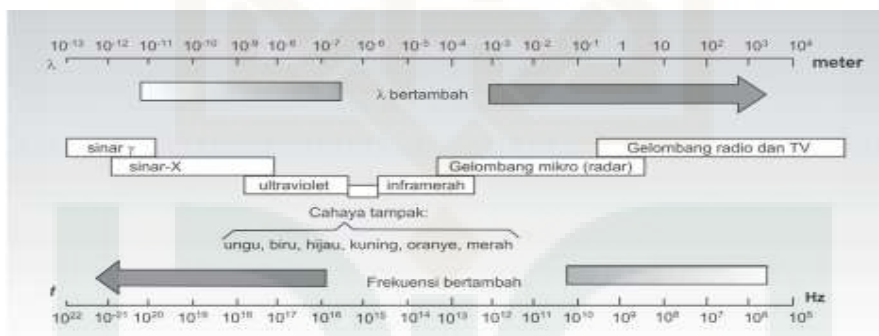 10⁻¹³ 10⁻¹² 10⁻¹¹ 10⁻¹⁰ 10⁻⁹ 10⁻⁸ 10⁻⁷ 10⁻⁶ 10⁻⁵ 10⁻⁴ 10⁻³ 10⁻² 10⁻¹ 1 10 10² 10³ 10⁴
λ meter
λ bertambah
sinar γ Gelombang radio dan TV
sinar-X Gelombang mikro (radar)
ultraviolet inframerah
Cahaya tampak:
ungu, biru, hijau, kuning, oranye, merah
Frekuensi bertambah
f Hz
10²² 10⁻²¹ 10²⁰ 10¹⁹ 10¹⁸ 10¹⁷ 10¹⁶ 10¹⁵ 10¹⁴ 10¹³ 10¹² 10¹¹ 10¹⁰ 10⁹ 10⁸ 10⁷ 10⁶ 10⁵